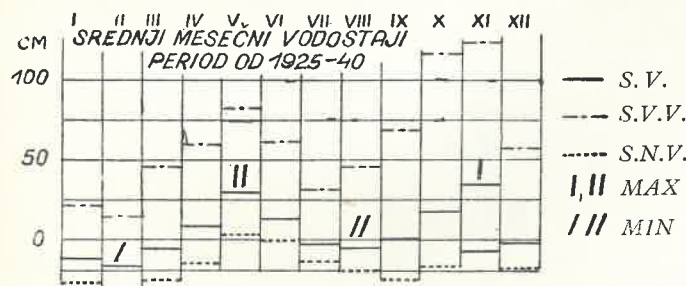 I II III IV V VI VII VIII IX X XI XII
CM SREDNJI MESEČNI VODOSTAJI
PERIOD OD 1925-40
100
50
0
II
I
I
II
S.V.
S.V.V.
S.N.V.
I, II MAX
I II MIN